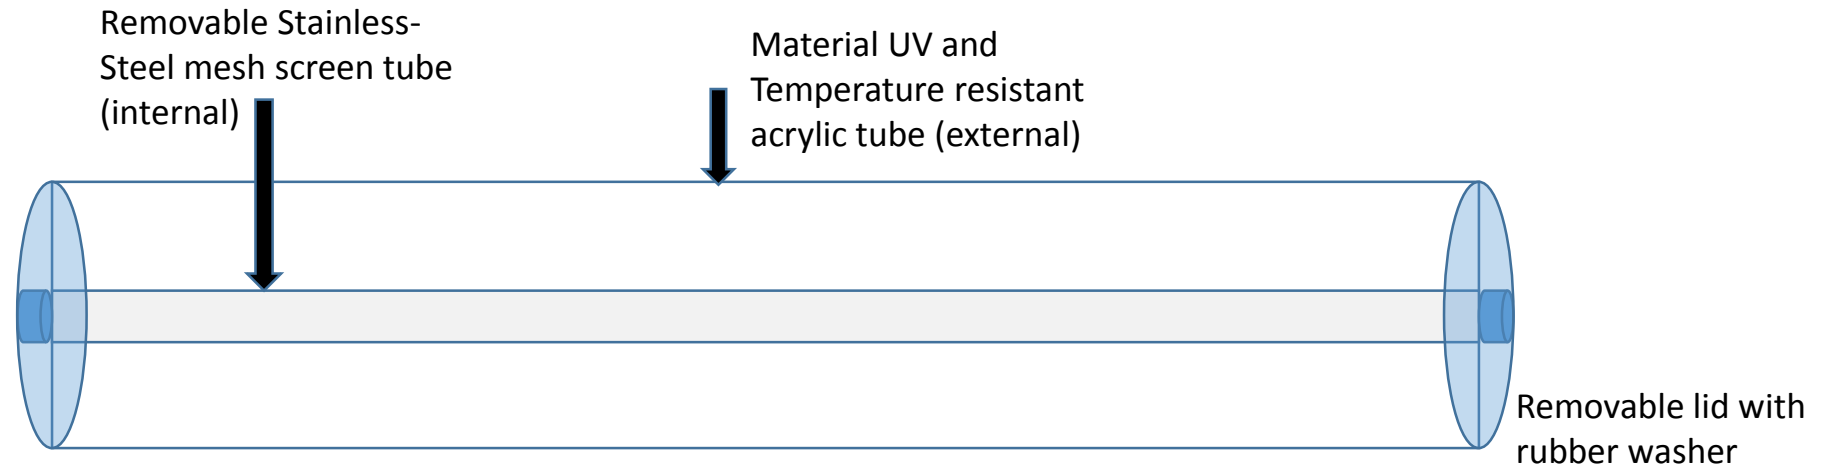 Removable Stainless-
Steel mesh screen tube
(internal)
Material UV and
Temperature resistant
acrylic tube (external)
Removable lid with
rubber washer